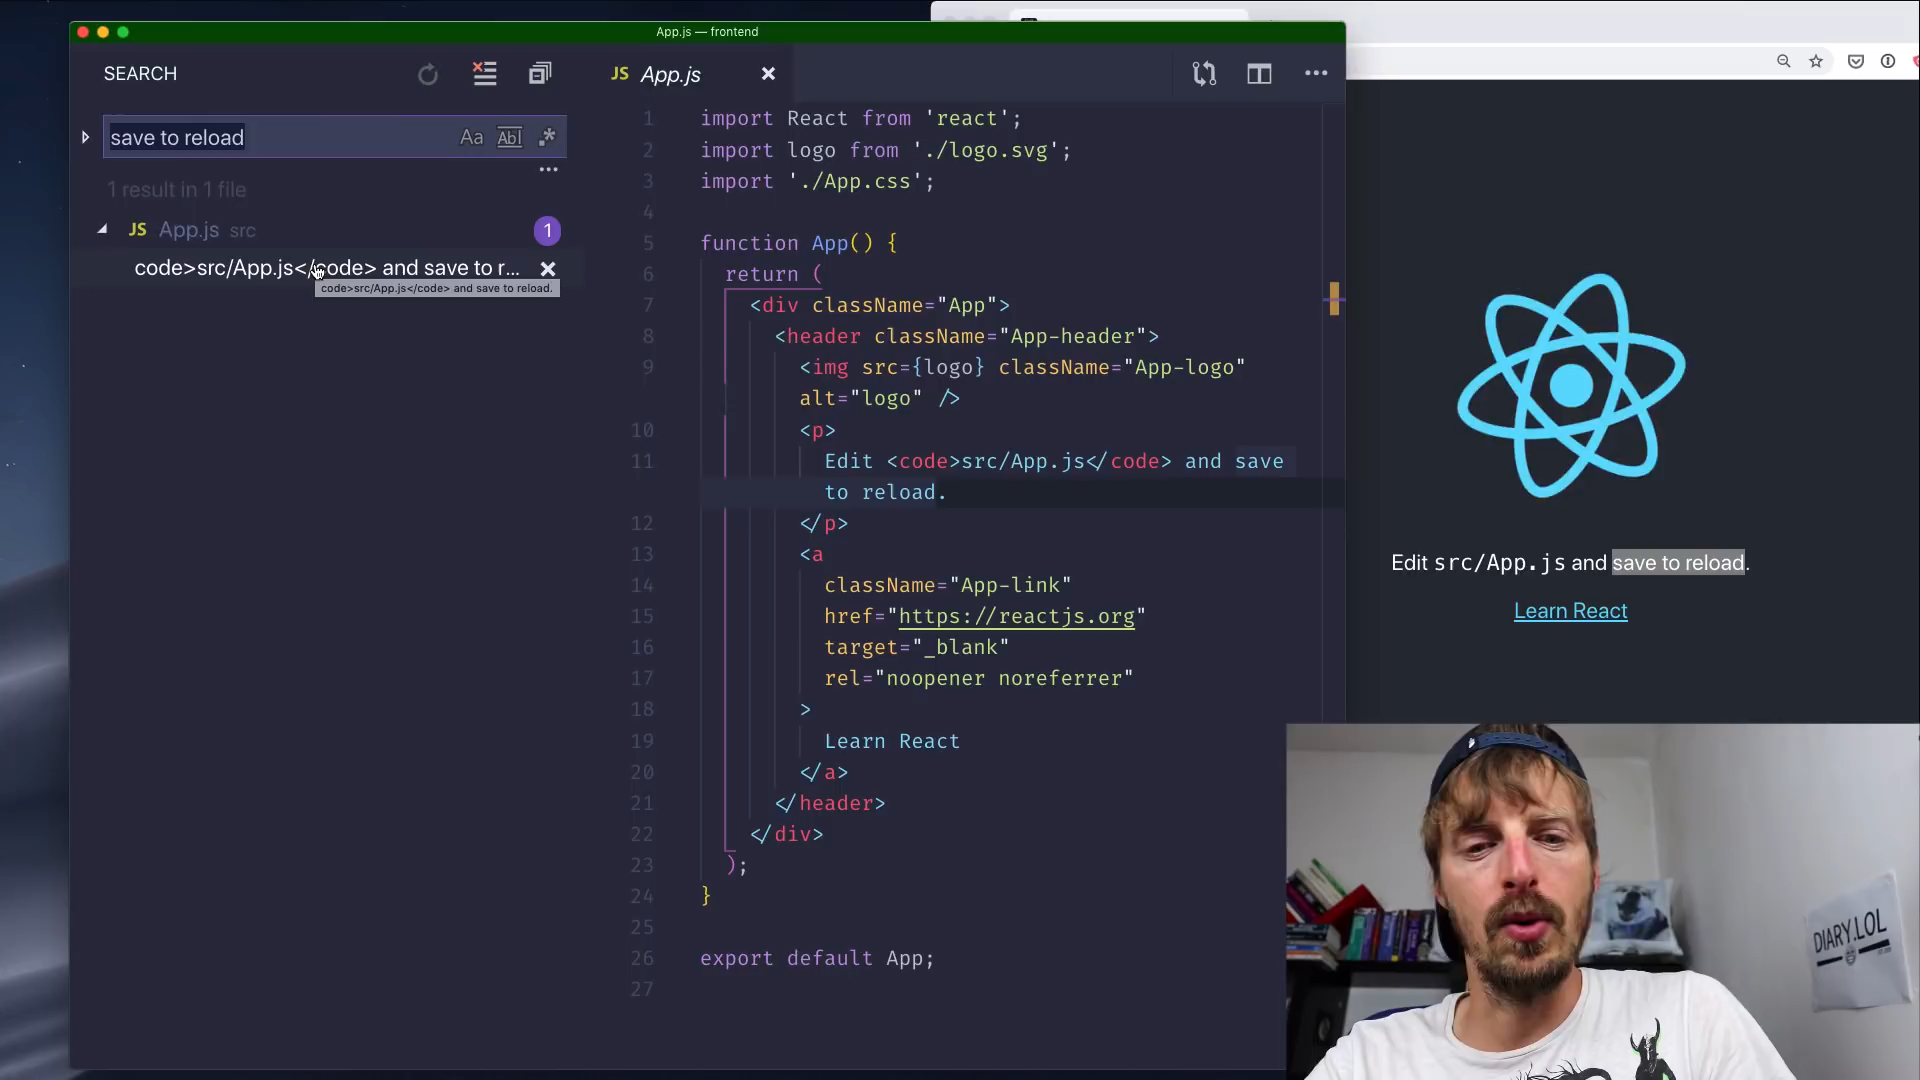 App.js — frontend
SEARCH
save to reload
Aa
Abl
1 result in 1 file
JS App.js src
1
code>src/App.js</code> and save to r...
code>src/App.js</code> and save to reload.
JS App.js
1 import React from 'react';
2 import logo from './logo.svg';
3 import './App.css';
4
5 function App() {
6 return (
7 <div className="App">
8 <header className="App-header">
9 <img src={logo} className="App-logo"
alt="logo" />
10 <p>
11 Edit <code>src/App.js</code> and save
to reload.
12 </p>
13 <a
14 className="App-link"
15 href="https://reactjs.org"
16 target="_blank"
17 rel="noopener noreferrer"
18 >
19 Learn React
20 </a>
21 </header>
22 </div>
23 );
24 }
25
26 export default App;
27
Edit src/App.js and save to reload.
Learn React
DIARY.LOL